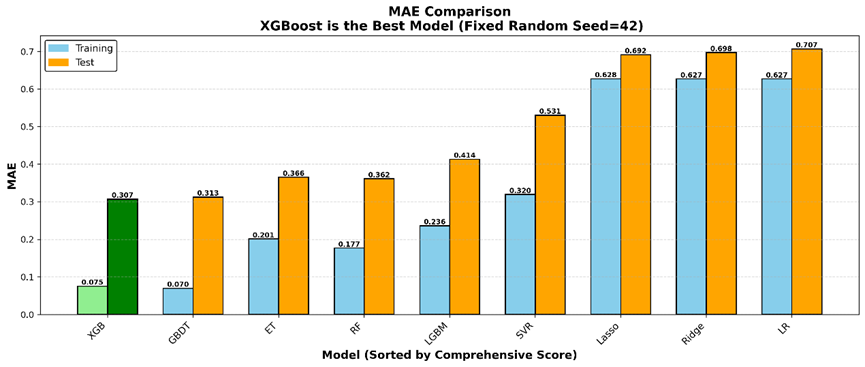 MAE Comparison
XGBoost is the Best Model (Fixed Random Seed=42)
Training
Test
MAE
0.7
0.6
0.5
0.4
0.3
0.2
0.1
0.0
0.075
0.307
0.070
0.313
0.201
0.366
0.177
0.362
0.236
0.414
0.320
0.531
0.628
0.692
0.627
0.698
0.627
0.707
XGB
GBDT
ET
RF
LGBM
SVR
Lasso
Ridge
LR
Model (Sorted by Comprehensive Score)